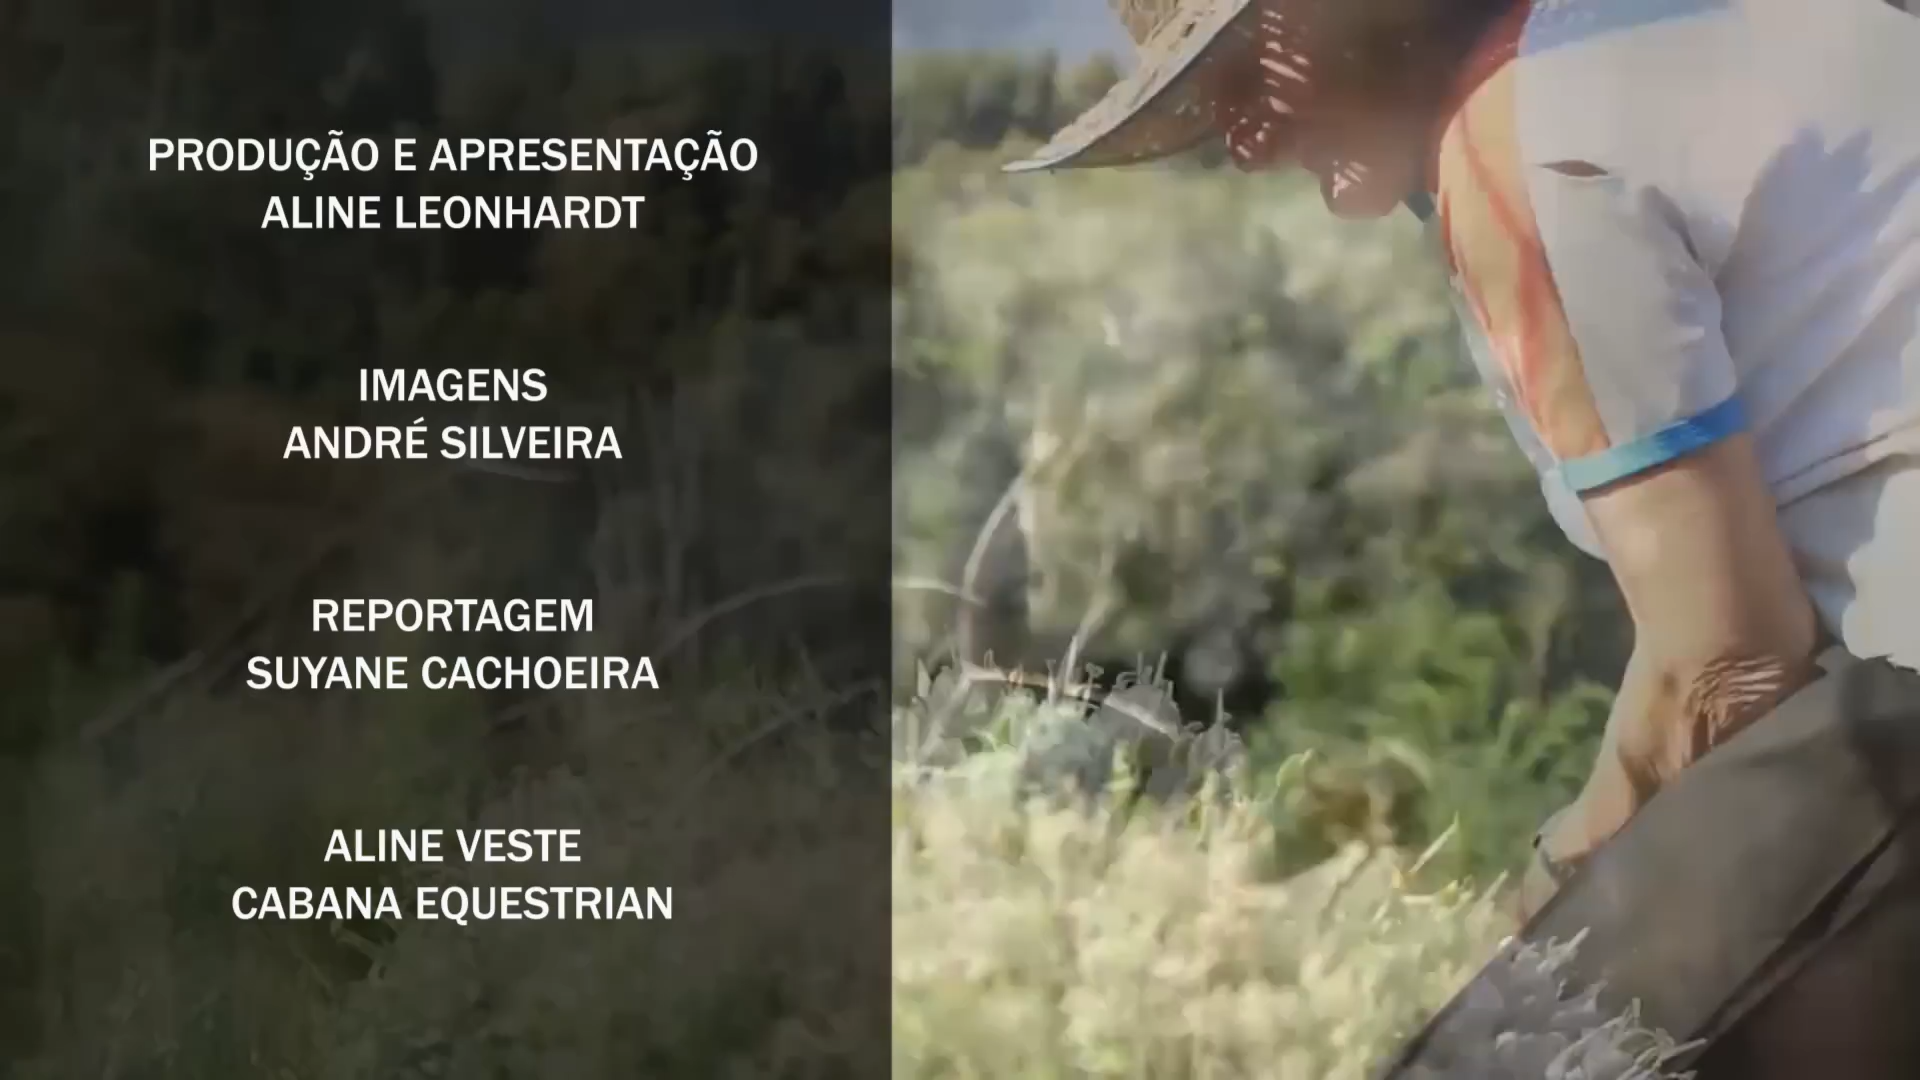 PRODUÇÃO E APRESENTAÇÃO
ALINE LEONHARDT
IMAGENS
ANDRÉ SILVEIRA
REPORTAGEM
SUYANE CACHOEIRA
ALINE VESTE
CABANA EQUESTRIAN